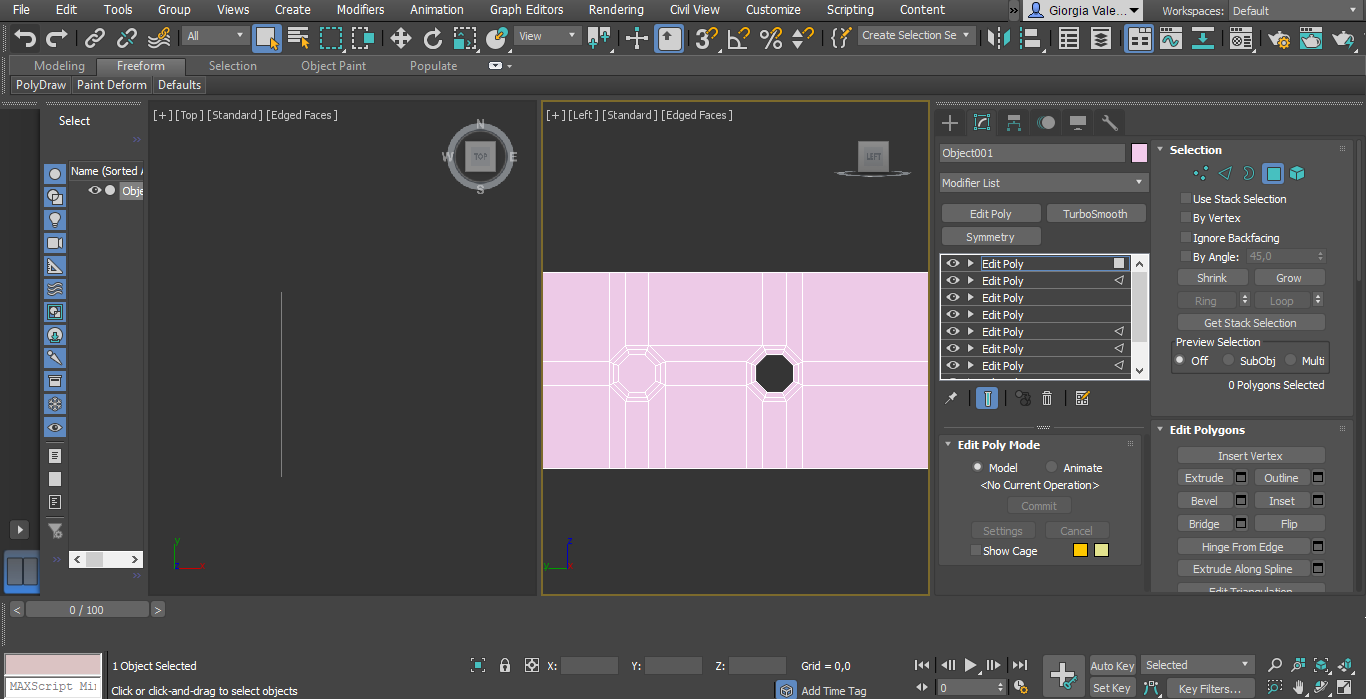 File Edit Tools Group Views Create Modifiers Animation Graph Editors Rendering Civil View Customize Scripting Content » Giorgia Vale... Workspaces: Default
All View 3 Create Selection Se
Modeling Freeform Selection Object Paint Populate
PolyDraw Paint Deform Defaults
Select
Name (Sorted A
Obje
[+] [Top] [Standard] [Edged Faces]
N
W TOP E
S
y
[+] [Left] [Standard] [Edged Faces]
LEFT
z
y
Object001
Modifier List
Edit Poly TurboSmooth
Symmetry
Edit Poly
Edit Poly
Edit Poly
Edit Poly
Edit Poly
Edit Poly
Edit Poly
Edit Poly Mode
Model Animate
<No Current Operation>
Commit
Settings Cancel
Show Cage
Selection
Use Stack Selection
By Vertex
Ignore Backfacing
By Angle: 45,0
Shrink Grow
Ring Loop
Get Stack Selection
Preview Selection
Off SubObj Multi
0 Polygons Selected
Edit Polygons
Insert Vertex
Extrude Outline
Bevel Inset
Bridge Flip
Hinge From Edge
Extrude Along Spline
Edit Triangulation
< 0 / 100 >
1 Object Selected X: Y: Z: Grid = 0,0 Auto Key Selected
MAXScript Mi Click or click-and-drag to select objects Add Time Tag 0 Set Key Key Filters...